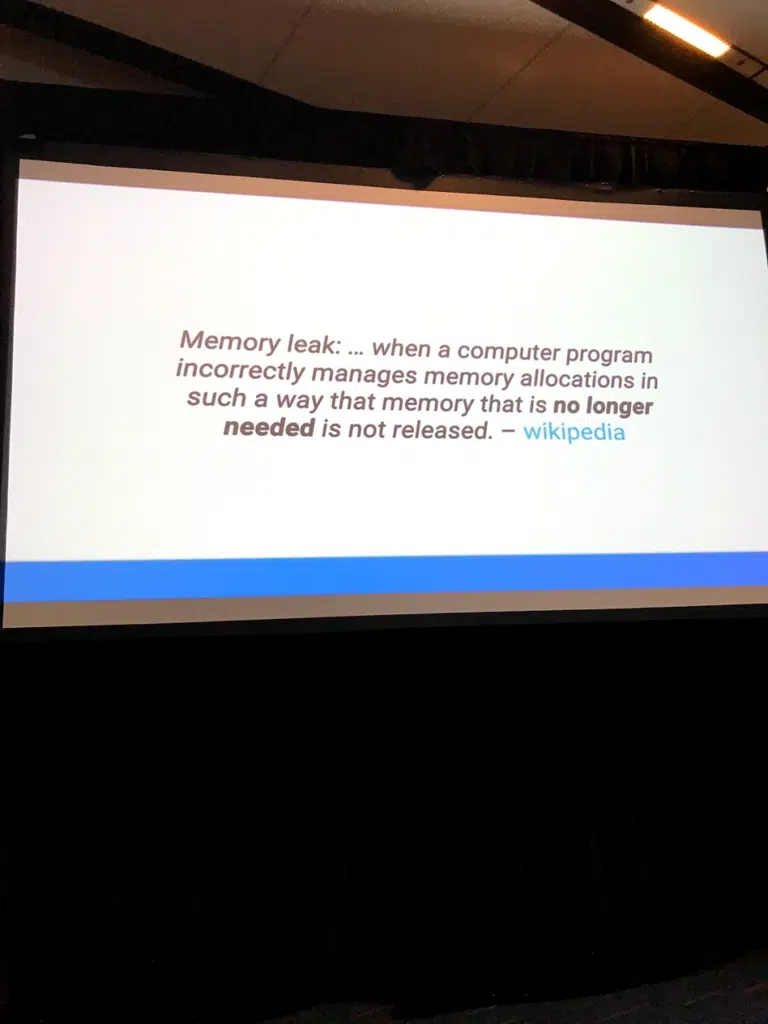 Memory leak: ... when a computer program
incorrectly manages memory allocations in
such a way that memory that is no longer
needed is not released. – wikipedia